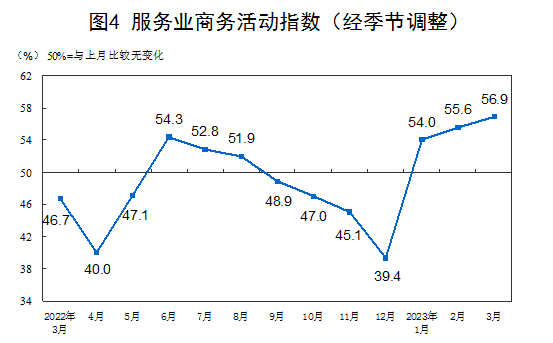 图4 服务业商务活动指数（经季节调整）
（%）50%=与上月比较无变化
62
58
54
50
46
42
38
34
46.7
40.0
47.1
54.3
52.8
51.9
48.9
47.0
45.1
39.4
54.0
55.6
56.9
2022年
3月
4月
5月
6月
7月
8月
9月
10月
11月
12月
2023年
1月
2月
3月